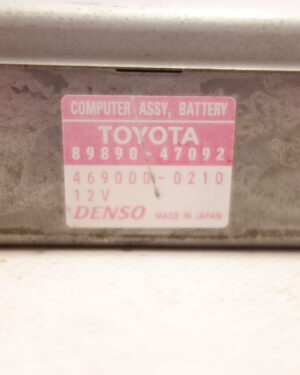 COMPUTER ASSY, BATTERY
TOYOTA
89890-47092
469000-0210
12V
DENSO MADE IN JAPAN